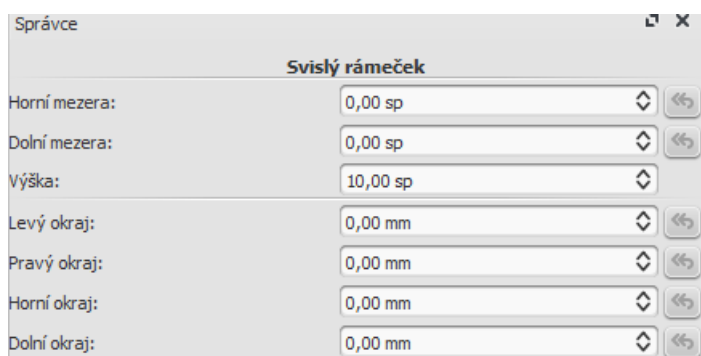 Správce
Svislý rámeček
Horní mezera: 0,00 sp
Dolní mezera: 0,00 sp
Výška: 10,00 sp
Levý okraj: 0,00 mm
Pravý okraj: 0,00 mm
Horní okraj: 0,00 mm
Dolní okraj: 0,00 mm